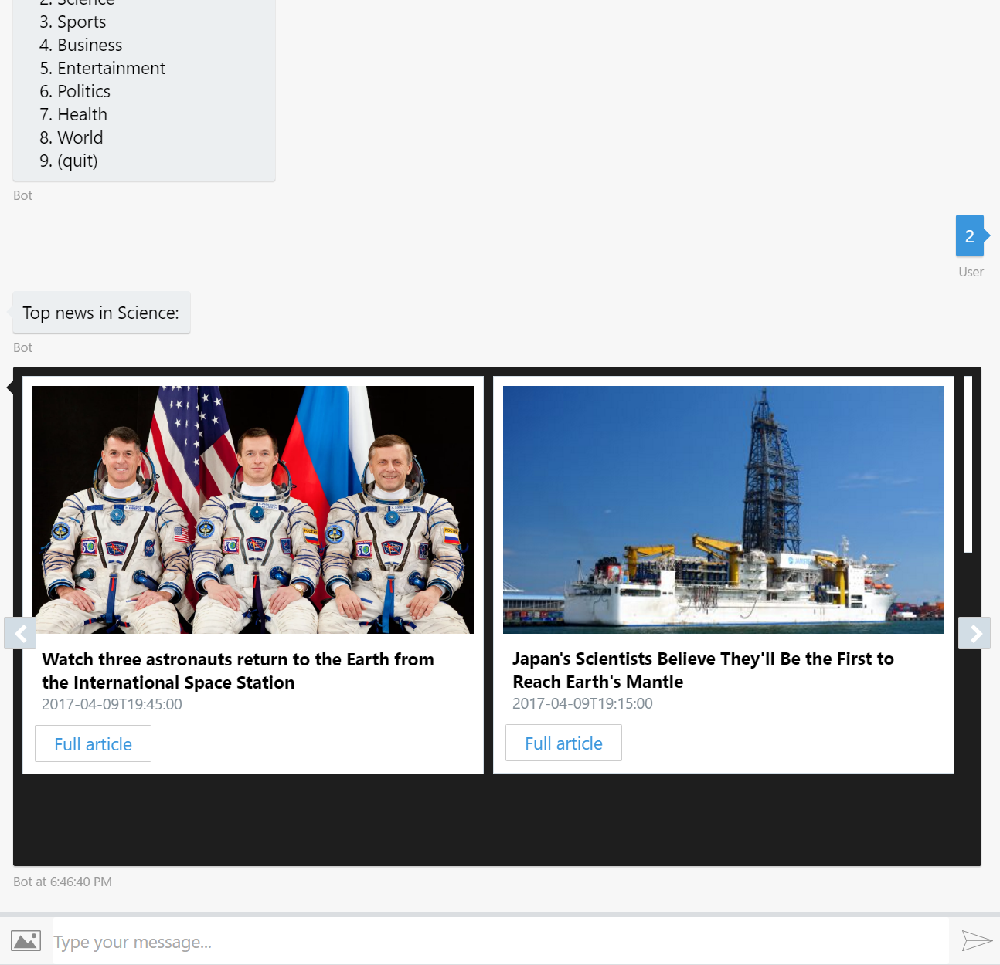 2. Science
3. Sports
4. Business
5. Entertainment
6. Politics
7. Health
8. World
9. (quit)
Bot
2
User
Top news in Science:
Bot
Watch three astronauts return to the Earth from
the International Space Station
2017-04-09T19:45:00
Full article
Japan's Scientists Believe They'll Be the First to
Reach Earth's Mantle
2017-04-09T19:15:00
Full article
Bot at 6:46:40 PM
Type your message...